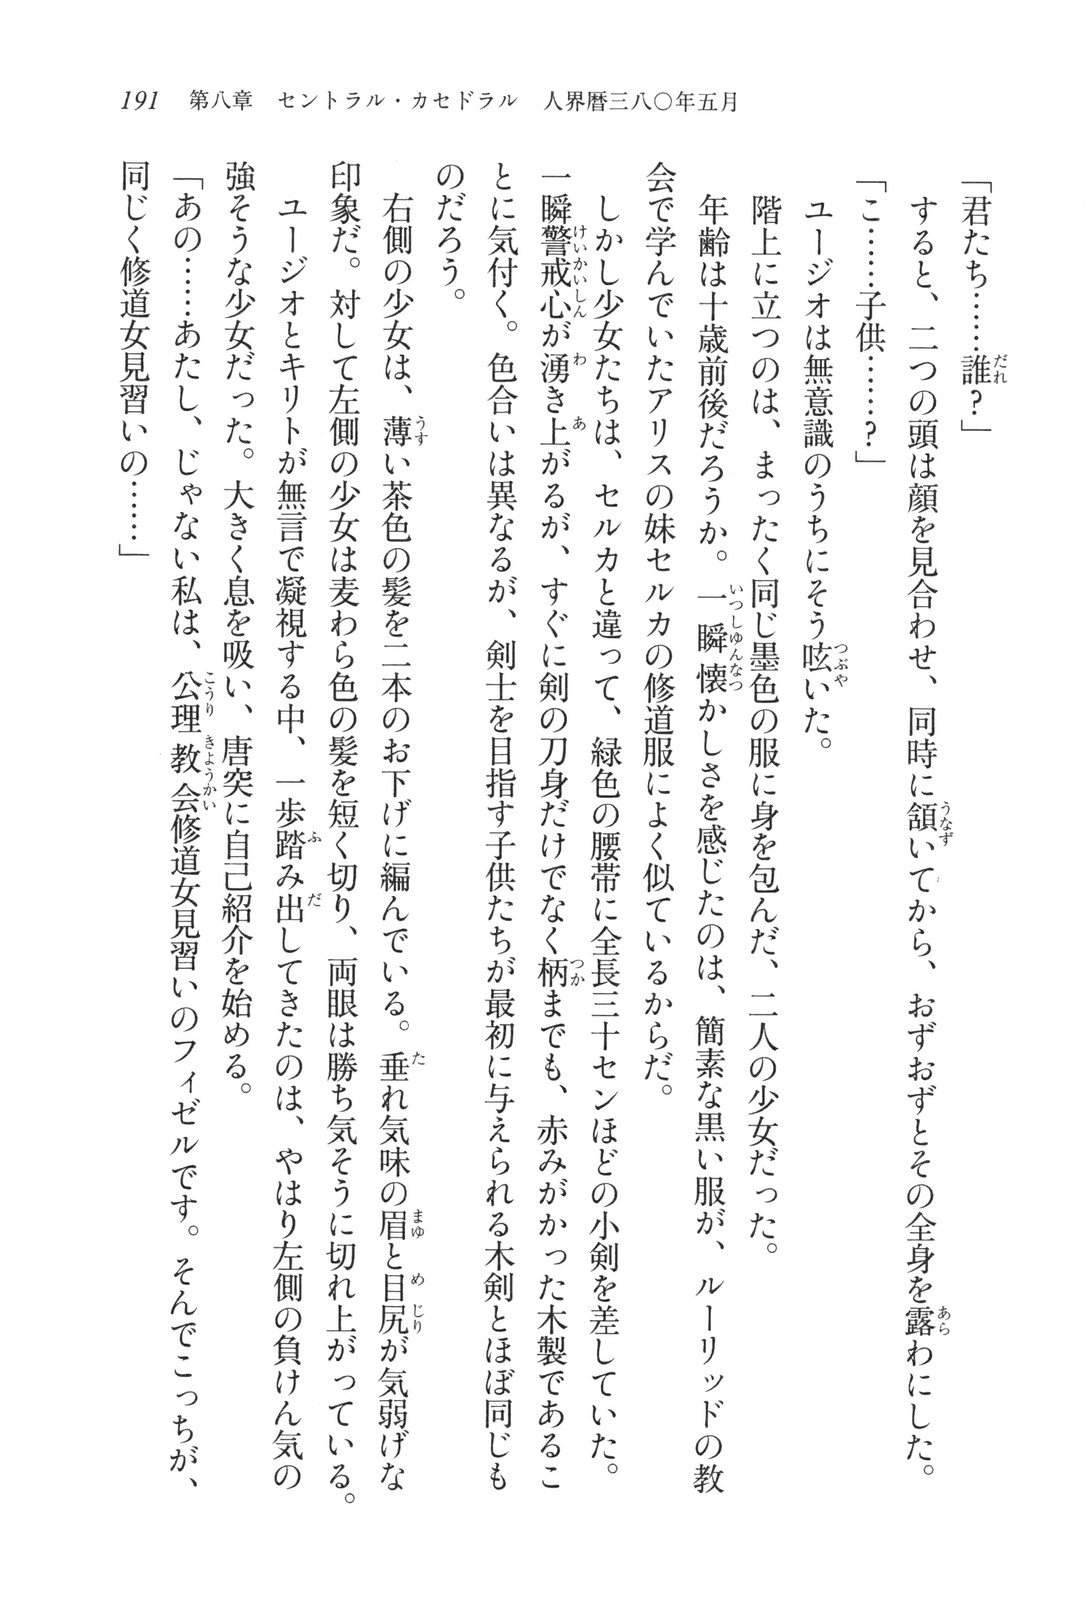 191 第八章 セントラル・カセドラル 人界暦三八〇年五月
「君たち……誰？」
すると、二つの頭は顔を見合わせ、同時に頷いてから、おずおずとその全身を露わにした。
「こ……子供……？」
ユージオは無意識のうちにそう呟いた。
階上に立つのは、まったく同じ墨色の服に身を包んだ、二人の少女だった。
年齢は十歳前後だろうか。一瞬懐かしさを感じたのは、簡素な黒い服が、ルーリッドの教
会で学んでいたアリスの妹セルカの修道服によく似ているからだ。
しかし少女たちは、セルカと違って、緑色の腰帯に全長三十センほどの小剣を差していた。
一瞬警戒心が湧き上がるが、すぐに剣の刀身だけでなく柄までも、赤みがかった木製であるこ
とに気付く。色合いは異なるが、剣士を目指す子供たちが最初に与えられる木剣とほぼ同じも
のだろう。
右側の少女は、薄い茶色の髪を二本のお下げに編んでいる。垂れ気味の眉と目尻が気弱げな
印象だ。対して左側の少女は麦わら色の髪を短く切り、両眼は勝ち気そうに切れ上がっている。
ユージオとキリトが無言で凝視する中、一歩踏み出してきたのは、やはり左側の負けん気の
強そうな少女だった。大きく息を吸い、唐突に自己紹介を始める。
「あの……あたし、じゃない私は、公理教会修道女見習いのフィゼルです。そんでこっちが、
同じく修道女見習いの……」